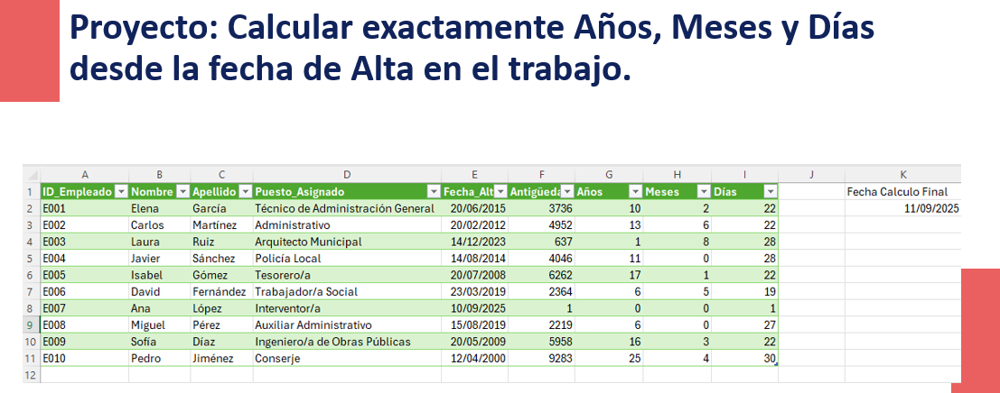 Proyecto: Calcular exactamente Años, Meses y Días
desde la fecha de Alta en el trabajo.
A B C D E F G H I J K
1 ID_Empleado Nombre Apellido Puesto_Asignado Fecha_Alt Antigüeda Años Meses Días Fecha Calculo Final
2 E001 Elena García Técnico de Administración General 20/06/2015 3736 10 2 22 11/09/2025
3 E002 Carlos Martínez Administrativo 20/02/2012 4952 13 6 22
4 E003 Laura Ruiz Arquitecto Municipal 14/12/2023 637 1 8 28
5 E004 Javier Sánchez Policía Local 14/08/2014 4046 11 0 28
6 E005 Isabel Gómez Tesorero/a 20/07/2008 6262 17 1 22
7 E006 David Fernández Trabajador/a Social 23/03/2019 2364 6 5 19
8 E007 Ana López Interventor/a 10/09/2025 1 0 0 1
9 E008 Miguel Pérez Auxiliar Administrativo 15/08/2019 2219 6 0 27
10 E009 Sofía Díaz Ingeniero/a de Obras Públicas 20/05/2009 5958 16 3 22
11 E010 Pedro Jiménez Conserje 12/04/2000 9283 25 4 30
12